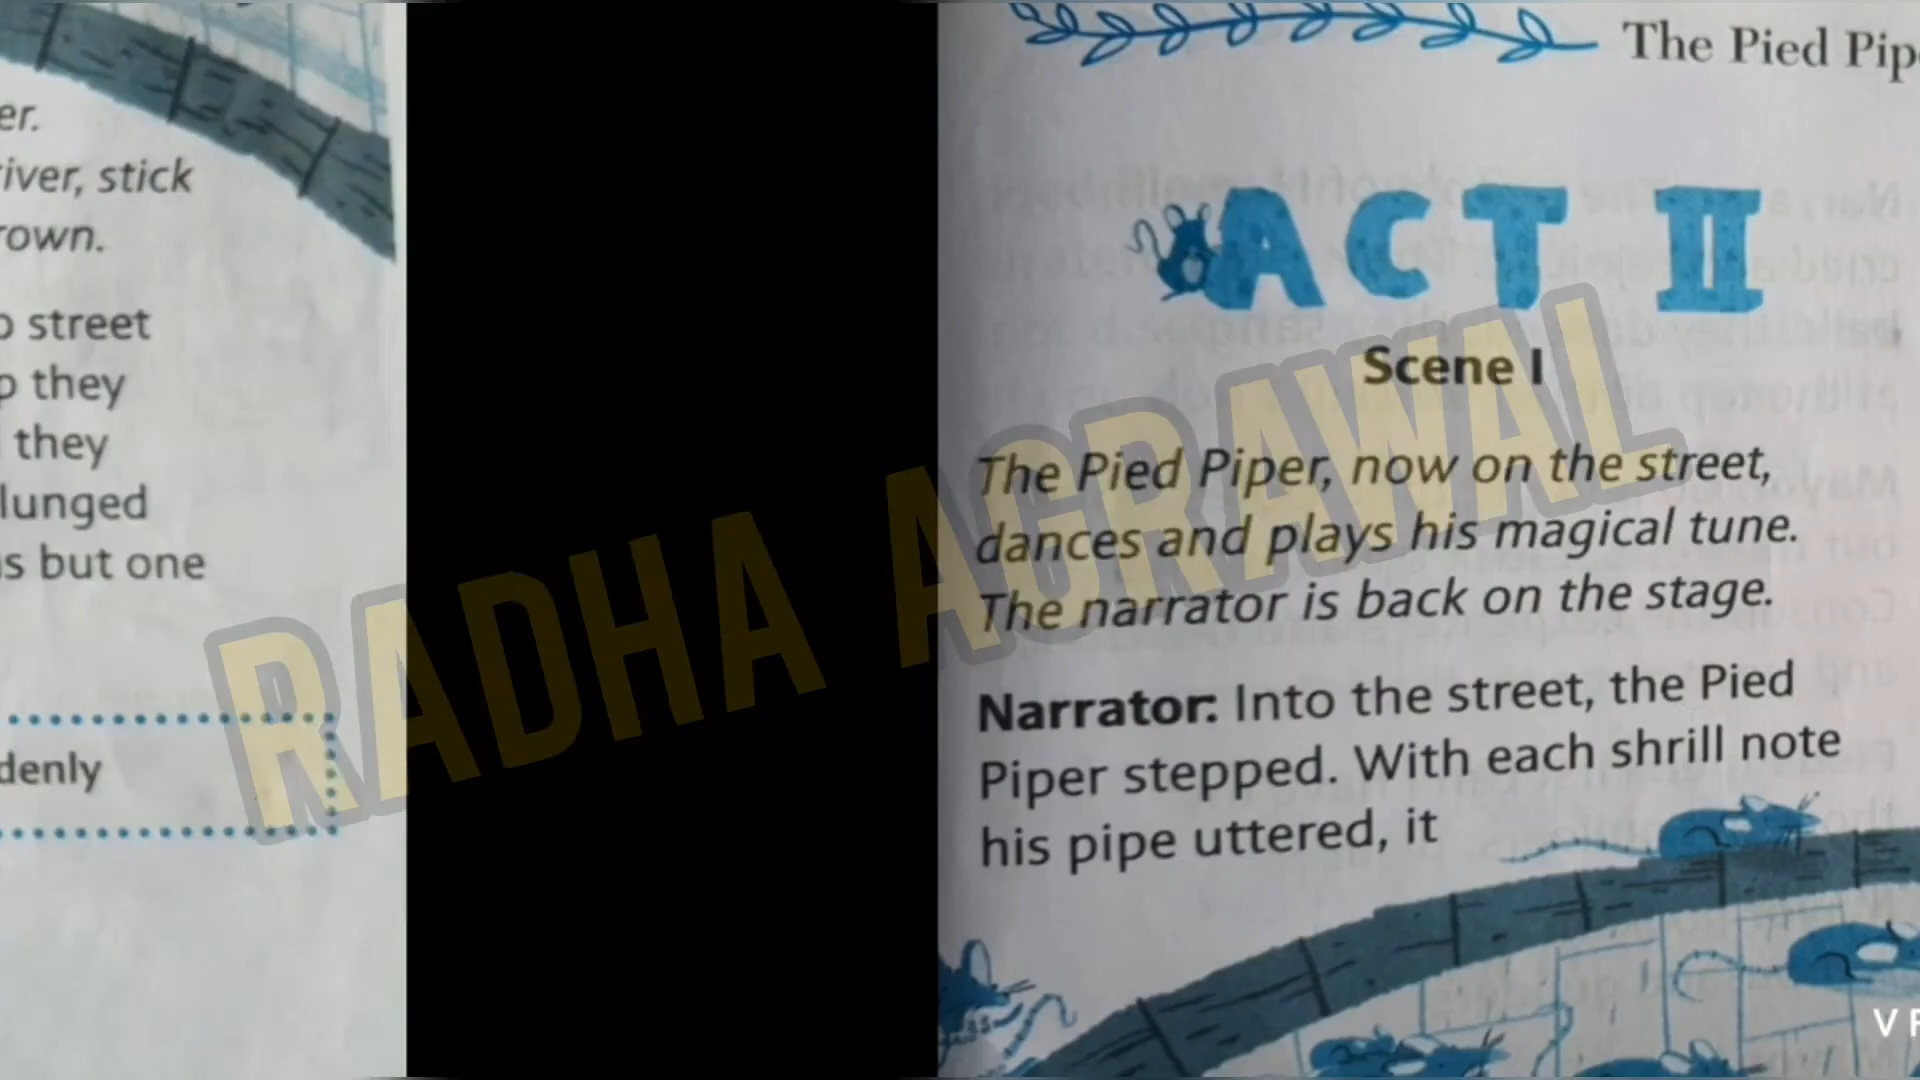 er.
iver, stick
rown.
o street
p they
they
lunged
s but one
denly
The Pied Pip
ACT II
Scene I
The Pied Piper, now on the street,
dances and plays his magical tune.
The narrator is back on the stage.
Narrator: Into the street, the Pied
Piper stepped. With each shrill note
his pipe uttered, it
RADHA AGRAWAL
V